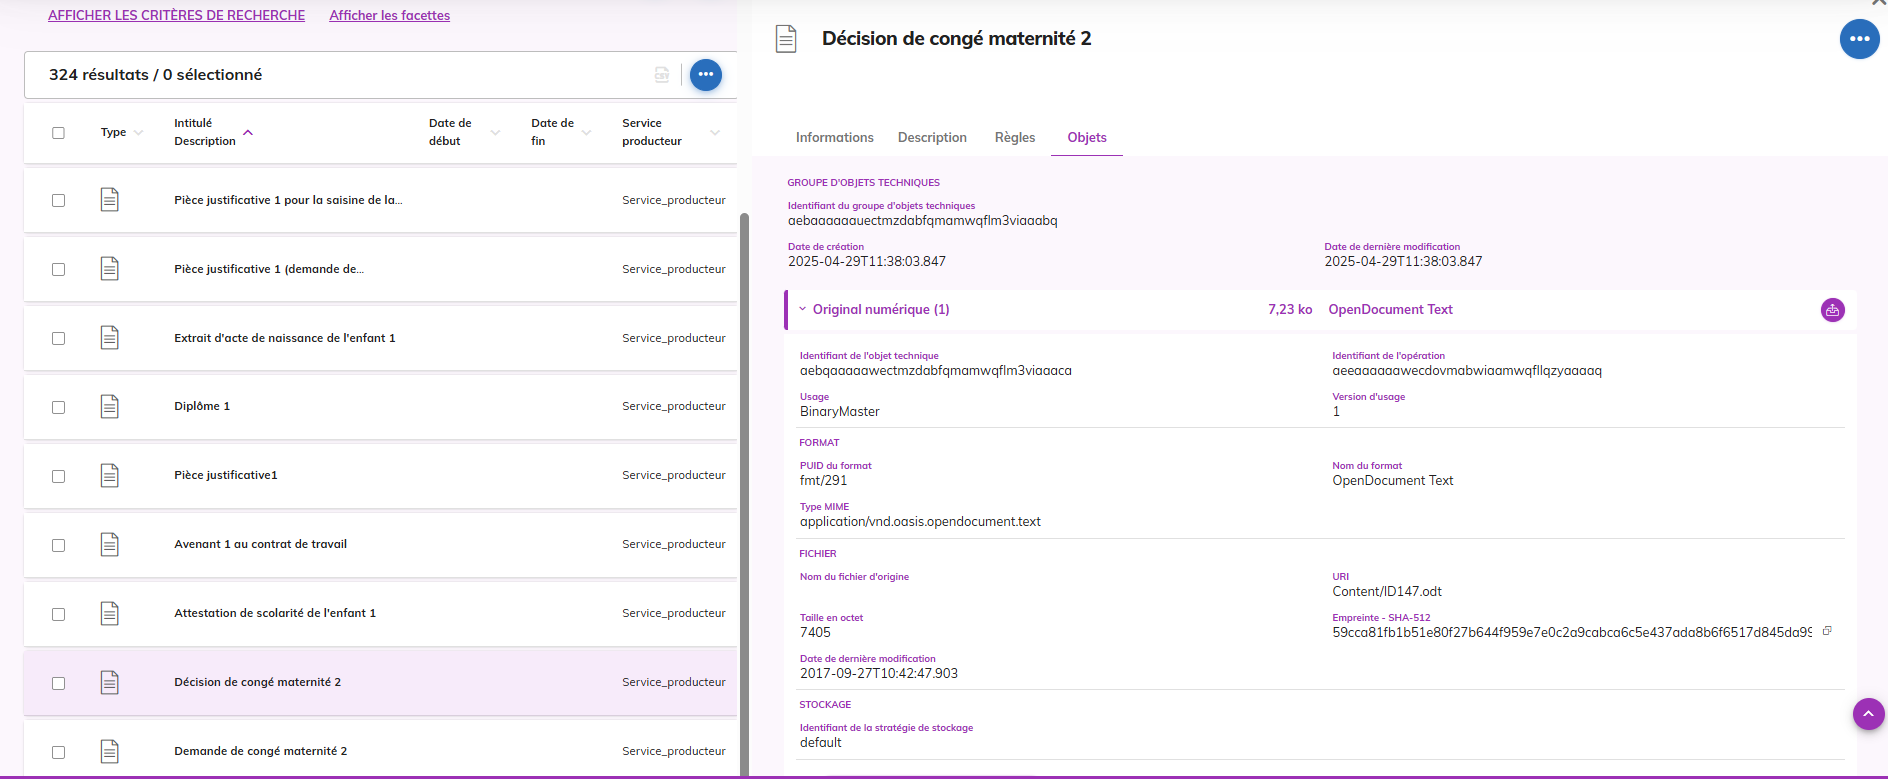 AFFICHER LES CRITÈRES DE RECHERCHE Afficher les facettes
324 résultats / 0 sélectionné
CSV
Type
Intitulé
Description
Date de
début
Date de
fin
Service
producteur
Pièce justificative 1 pour la saisine de la... Service_producteur
Pièce justificative 1 (demande de... Service_producteur
Extrait d'acte de naissance de l'enfant 1 Service_producteur
Diplôme 1 Service_producteur
Pièce justificative1 Service_producteur
Avenant 1 au contrat de travail Service_producteur
Attestation de scolarité de l'enfant 1 Service_producteur
Décision de congé maternité 2 Service_producteur
Demande de congé maternité 2 Service_producteur
Décision de congé maternité 2
Informations Description Règles Objets
GROUPE D'OBJETS TECHNIQUES
Identifiant du groupe d'objets techniques
aebaaaaaauectmzdabfqmamwqflm3viaaabq
Date de création
2025-04-29T11:38:03.847
Date de dernière modification
2025-04-29T11:38:03.847
Original numérique (1) 7,23 ko OpenDocument Text
Identifiant de l'objet technique
aebqaaaaawectmzdabfqmamwqflm3viaaaca
Identifiant de l'opération
aeeaaaaaawecdovmabwiaamwqfllqzyaaaaq
Usage
BinaryMaster
Version d'usage
1
FORMAT
PUID du format
fmt/291
Nom du format
OpenDocument Text
Type MIME
application/vnd.oasis.opendocument.text
FICHIER
Nom du fichier d'origine
URI
Content/ID147.odt
Taille en octet
7405
Empreinte - SHA-512
59cca81fb1b51e80f27b644f959e7e0c2a9cabca6c5e437ada8b6f6517d845da99
Date de dernière modification
2017-09-27T10:42:47.903
STOCKAGE
Identifiant de la stratégie de stockage
default